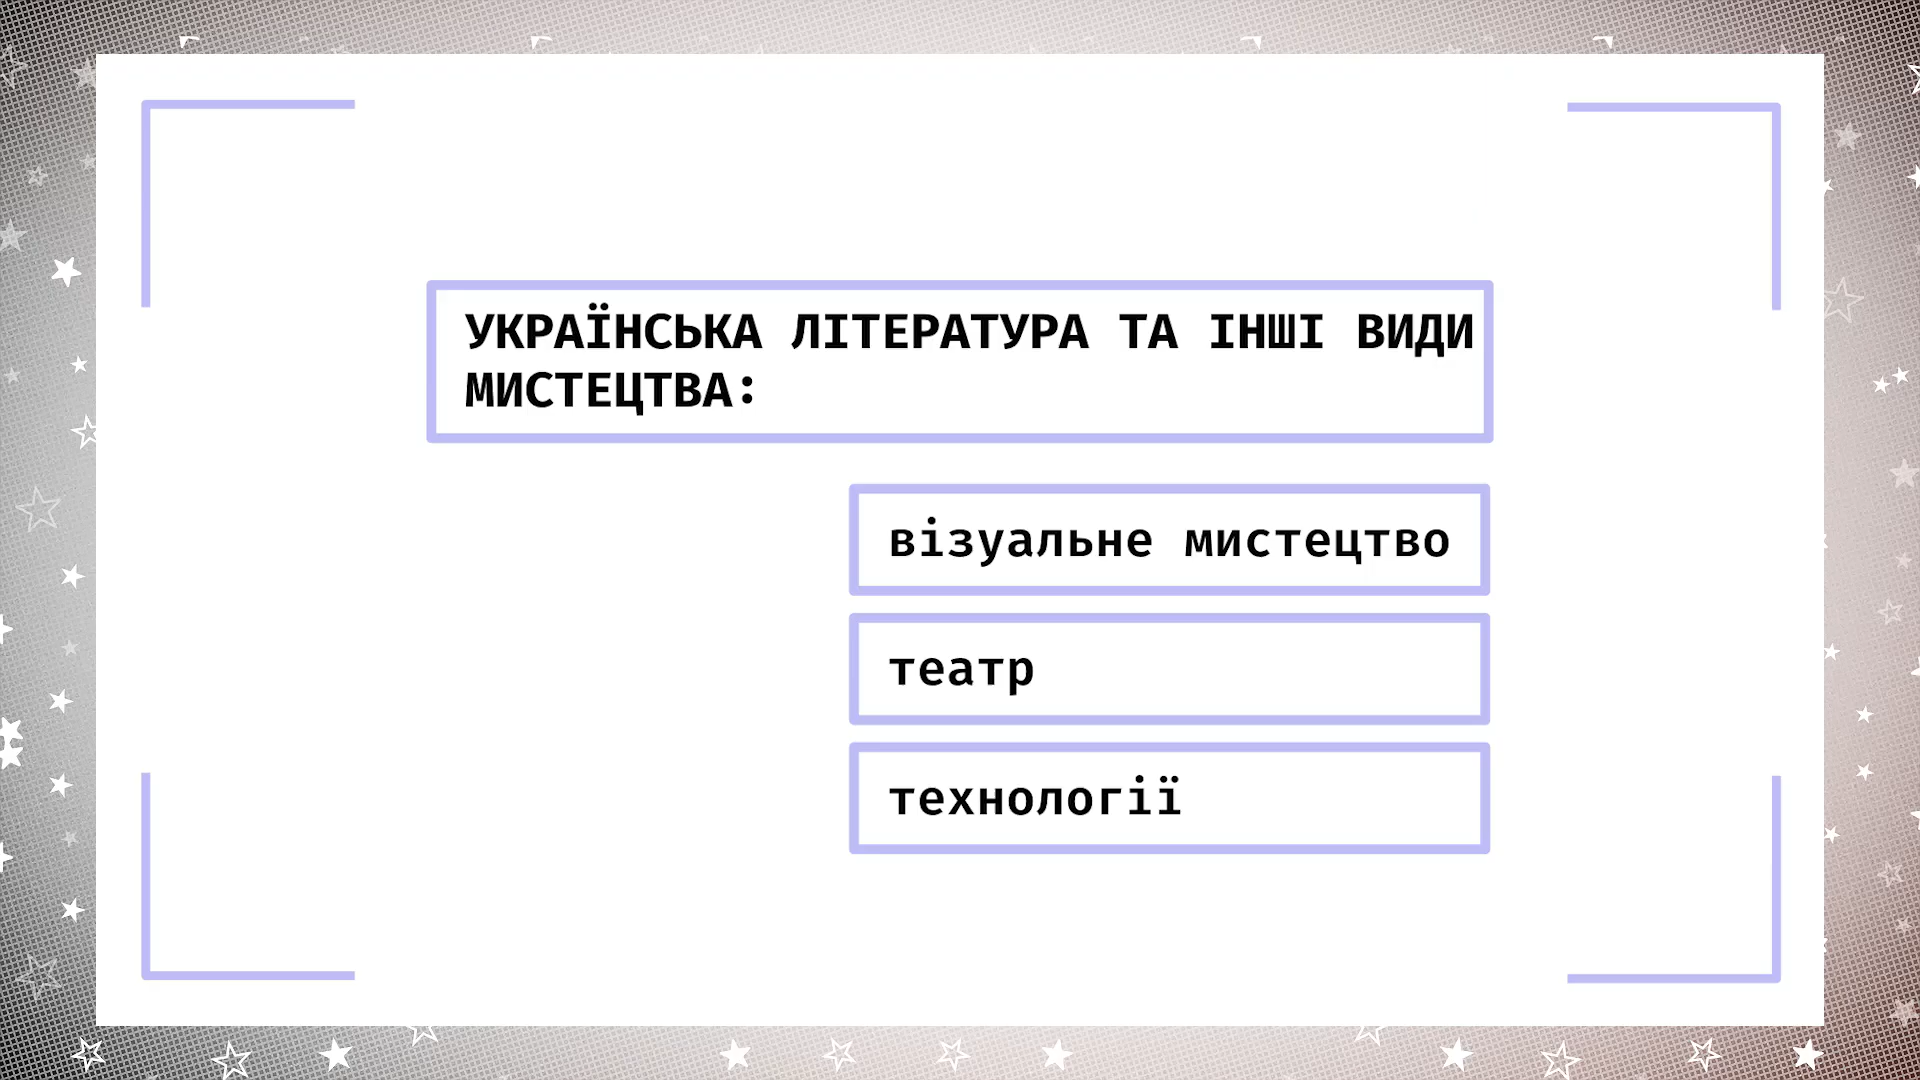 УКРАЇНСЬКА ЛІТЕРАТУРА ТА ІНШІ ВИДИ
МИСТЕЦТВА:
візуальне мистецтво
театр
технології